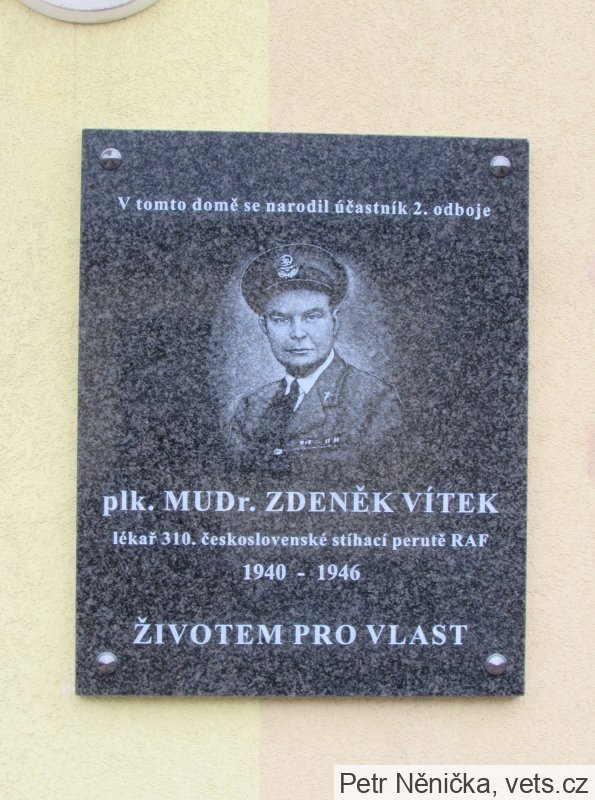 V tomto domě se narodil účastník 2. odboje
plk. MUDr. ZDENĚK VÍTEK
lékař 310. československé stíhací perutě RAF
1940 - 1946
ŽIVOTEM PRO VLAST
Petr Něnička, vets.cz